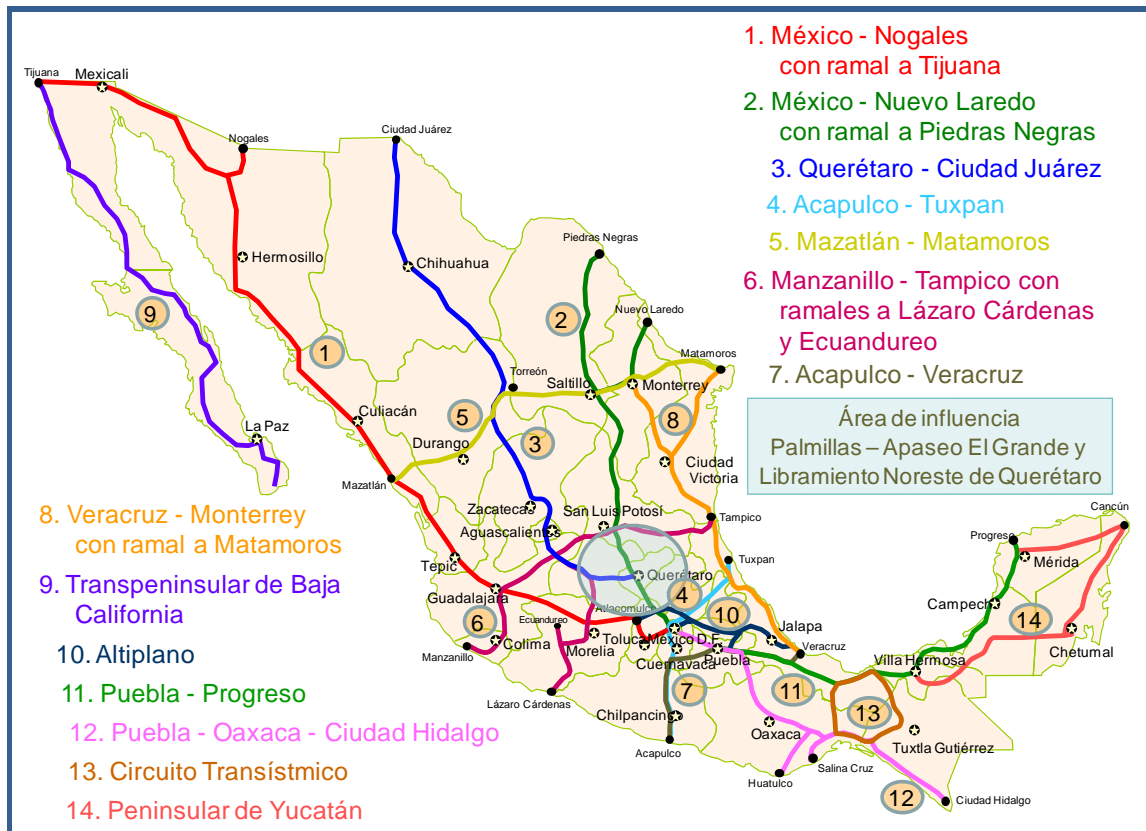 1. México - Nogales
con ramal a Tijuana
2. México - Nuevo Laredo
con ramal a Piedras Negras
3. Querétaro - Ciudad Juárez
4. Acapulco - Tuxpan
5. Mazatlán - Matamoros
6. Manzanillo - Tampico con
ramales a Lázaro Cárdenas
y Ecuandureo
7. Acapulco - Veracruz
Área de influencia
Palmillas – Apaseo El Grande y
Libramiento Noreste de Querétaro
8. Veracruz - Monterrey
con ramal a Matamoros
9. Transpeninsular de Baja
California
10. Altiplano
11. Puebla - Progreso
12. Puebla - Oaxaca - Ciudad Hidalgo
13. Circuito Transístmico
14. Peninsular de Yucatán
Tijuana
Mexicali
Nogales
Ciudad Juárez
Hermosillo
Chihuahua
Piedras Negras
Nuevo Laredo
Matamoros
9
1
2
Torreón
Saltillo
Monterrey
Culiacán
5
8
3
La Paz
Durango
Ciudad
Victoria
Mazatlán
Zacatecas
San Luis Potosí
Tampico
Aguascalientes
Cancún
Progreso
Tuxpan
Mérida
Tepic
Querétaro
4
Guadalajara
Atlacomulco
10
Campech
14
6
Ecuandureo
Toluca
México D.F.
Jalapa
Colima
Morelia
Cuernavaca
Puebla
Veracruz
Chetumal
Manzanillo
Villa Hermosa
7
11
13
Lázaro Cárdenas
Chilpancing
Oaxaca
Tuxtla Gutiérrez
Acapulco
Salina Cruz
Huatulco
12
Ciudad Hidalgo